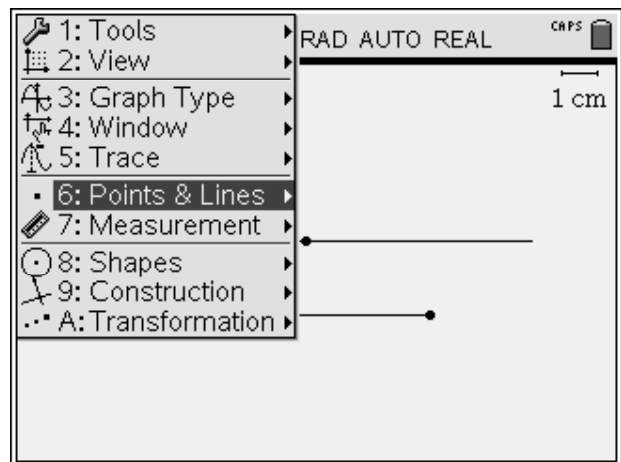 1: Tools
RAD AUTO REAL
CAPS
2: View
1 cm
3: Graph Type
4: Window
5: Trace
6: Points & Lines
7: Measurement
8: Shapes
9: Construction
A: Transformation